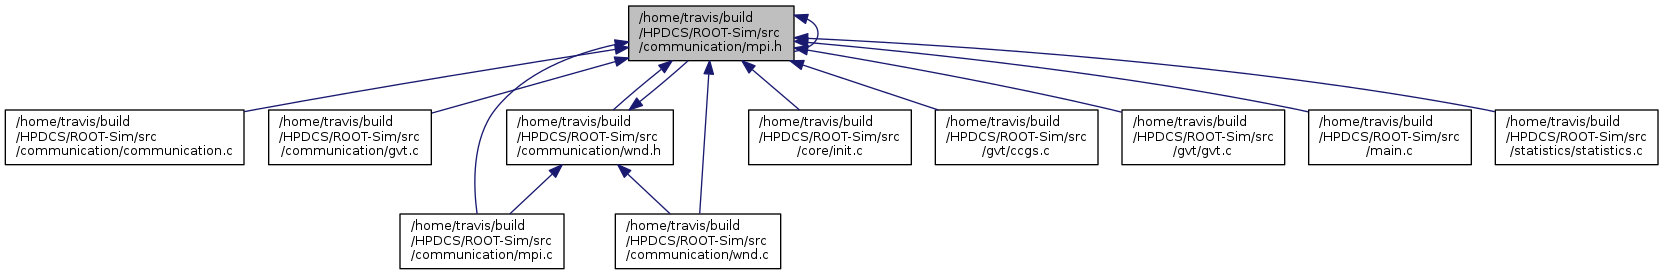 /home/travis/build
/HPDCS/ROOT-Sim/src
/communication/mpi.h
/home/travis/build
/HPDCS/ROOT-Sim/src
/communication/communication.c
/home/travis/build
/HPDCS/ROOT-Sim/src
/communication/gvt.c
/home/travis/build
/HPDCS/ROOT-Sim/src
/communication/wnd.h
/home/travis/build
/HPDCS/ROOT-Sim/src
/core/init.c
/home/travis/build
/HPDCS/ROOT-Sim/src
/gvt/ccgs.c
/home/travis/build
/HPDCS/ROOT-Sim/src
/gvt/gvt.c
/home/travis/build
/HPDCS/ROOT-Sim/src
/main.c
/home/travis/build
/HPDCS/ROOT-Sim/src
/statistics/statistics.c
/home/travis/build
/HPDCS/ROOT-Sim/src
/communication/mpi.c
/home/travis/build
/HPDCS/ROOT-Sim/src
/communication/wnd.c